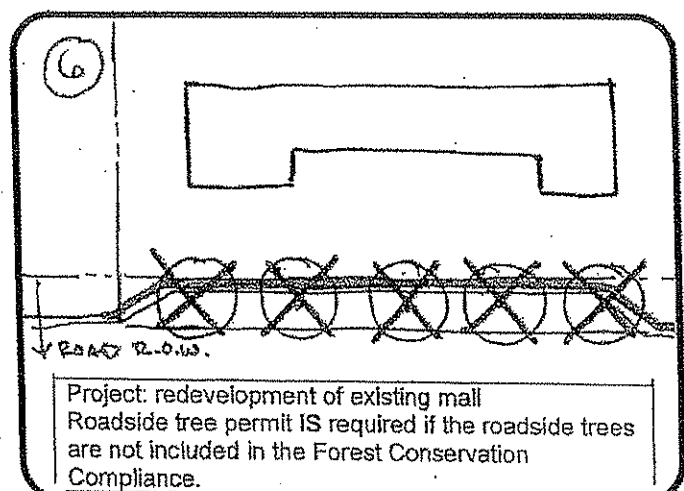 6
ROAD R.O.W.
Project: redevelopment of existing mall
Roadside tree permit IS required if the roadside trees
are not included in the Forest Conservation
Compliance.